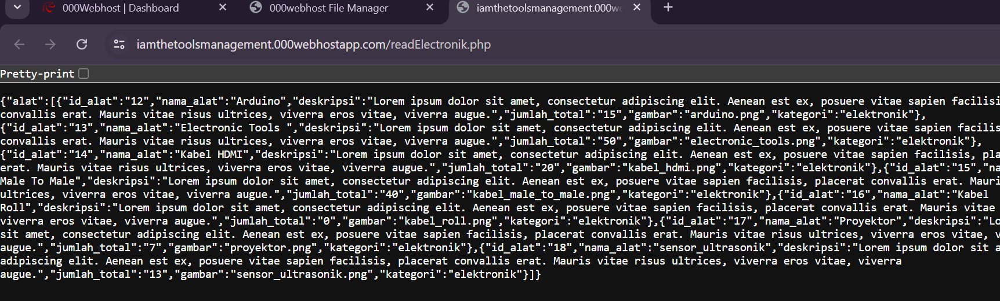 000Webhost | Dashboard
000webhost File Manager
iamthetoolsmanagement.000w
iamthetoolsmanagement.000webhostapp.com/readElectronik.php
Pretty-print
{"alat":[{"id_alat":"12","nama_alat":"Arduino","deskripsi":"Lorem ipsum dolor sit amet, consectetur adipiscing elit. Aenean est ex, posuere vitae sapien facilisi
convallis erat. Mauris vitae risus ultrices, viverra eros vitae, viverra augue.","jumlah_total":"15","gambar":"arduino.png","kategori":"elektronik"},
{"id_alat":"13","nama_alat":"Electronic Tools ","deskripsi":"Lorem ipsum dolor sit amet, consectetur adipiscing elit. Aenean est ex, posuere vitae sapien facilis
convallis erat. Mauris vitae risus ultrices, viverra eros vitae, viverra augue.","jumlah_total":"50","gambar":"electronic_tools.png","kategori":"elektronik"},
{"id_alat":"14","nama_alat":"Kabel HDMI","deskripsi":"Lorem ipsum dolor sit amet, consectetur adipiscing elit. Aenean est ex, posuere vitae sapien facilisis, pla
erat. Mauris vitae risus ultrices, viverra eros vitae, viverra augue.","jumlah_total":"20","gambar":"kabel_hdmi.png","kategori":"elektronik"},{"id_alat":"15","na
Male To Male","deskripsi":"Lorem ipsum dolor sit amet, consectetur adipiscing elit. Aenean est ex, posuere vitae sapien facilisis, placerat convallis erat. Mauri
ultrices, viverra eros vitae, viverra augue.","jumlah_total":"40","gambar":"kabel_male_to_male.png","kategori":"elektronik"},{"id_alat":"16","nama_alat":"Kabel
Roll","deskripsi":"Lorem ipsum dolor sit amet, consectetur adipiscing elit. Aenean est ex, posuere vitae sapien facilisis, placerat convallis erat. Mauris vitae
viverra eros vitae, viverra augue.","jumlah_total":"0","gambar":"kabel_roll.png","kategori":"elektronik"},{"id_alat":"17","nama_alat":"Proyektor","deskripsi":"Lo
sit amet, consectetur adipiscing elit. Aenean est ex, posuere vitae sapien facilisis, placerat convallis erat. Mauris vitae risus ultrices, viverra eros vitae, v
augue.","jumlah_total":"7","gambar":"proyektor.png","kategori":"elektronik"},{"id_alat":"18","nama_alat":"sensor_ultrasonik","deskripsi":"Lorem ipsum dolor sit a
adipiscing elit. Aenean est ex, posuere vitae sapien facilisis, placerat convallis erat. Mauris vitae risus ultrices, viverra eros vitae, viverra
augue.","jumlah_total":"13","gambar":"sensor_ultrasonik.png","kategori":"elektronik"}]}